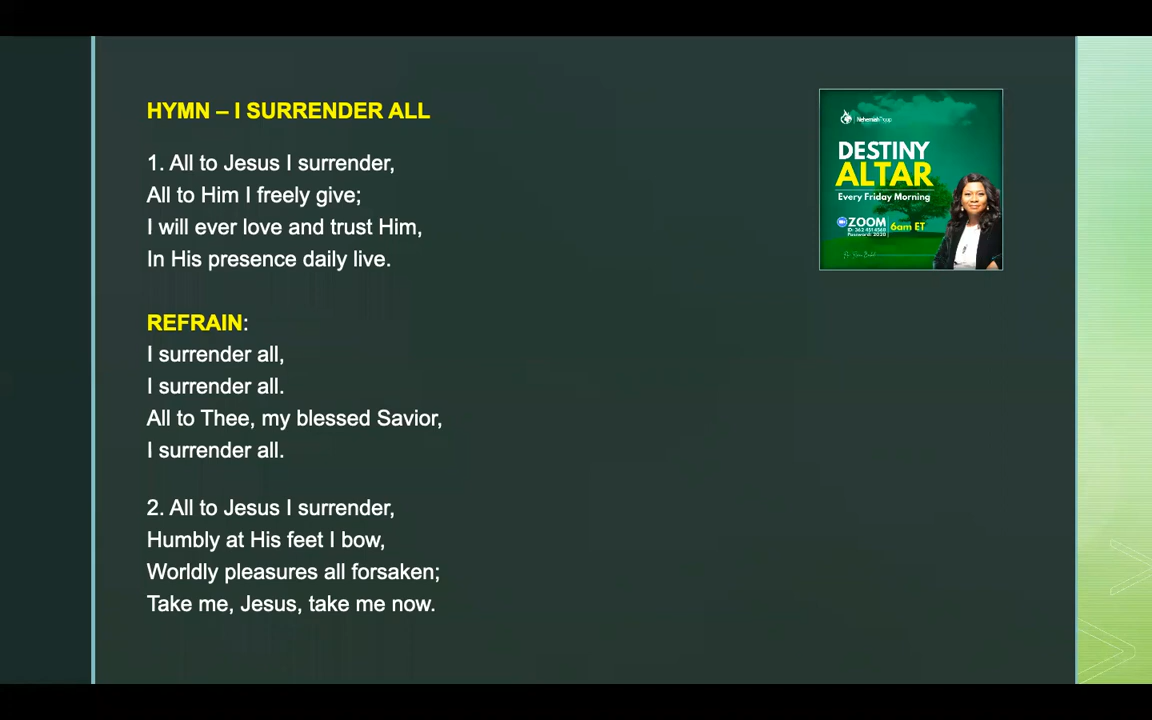 HYMN – I SURRENDER ALL
1. All to Jesus I surrender,
All to Him I freely give;
I will ever love and trust Him,
In His presence daily live.
REFRAIN:
I surrender all,
I surrender all.
All to Thee, my blessed Savior,
I surrender all.
2. All to Jesus I surrender,
Humbly at His feet I bow,
Worldly pleasures all forsaken;
Take me, Jesus, take me now.
DESTINY
ALTAR
Every Friday Morning
ZOOM
6am ET